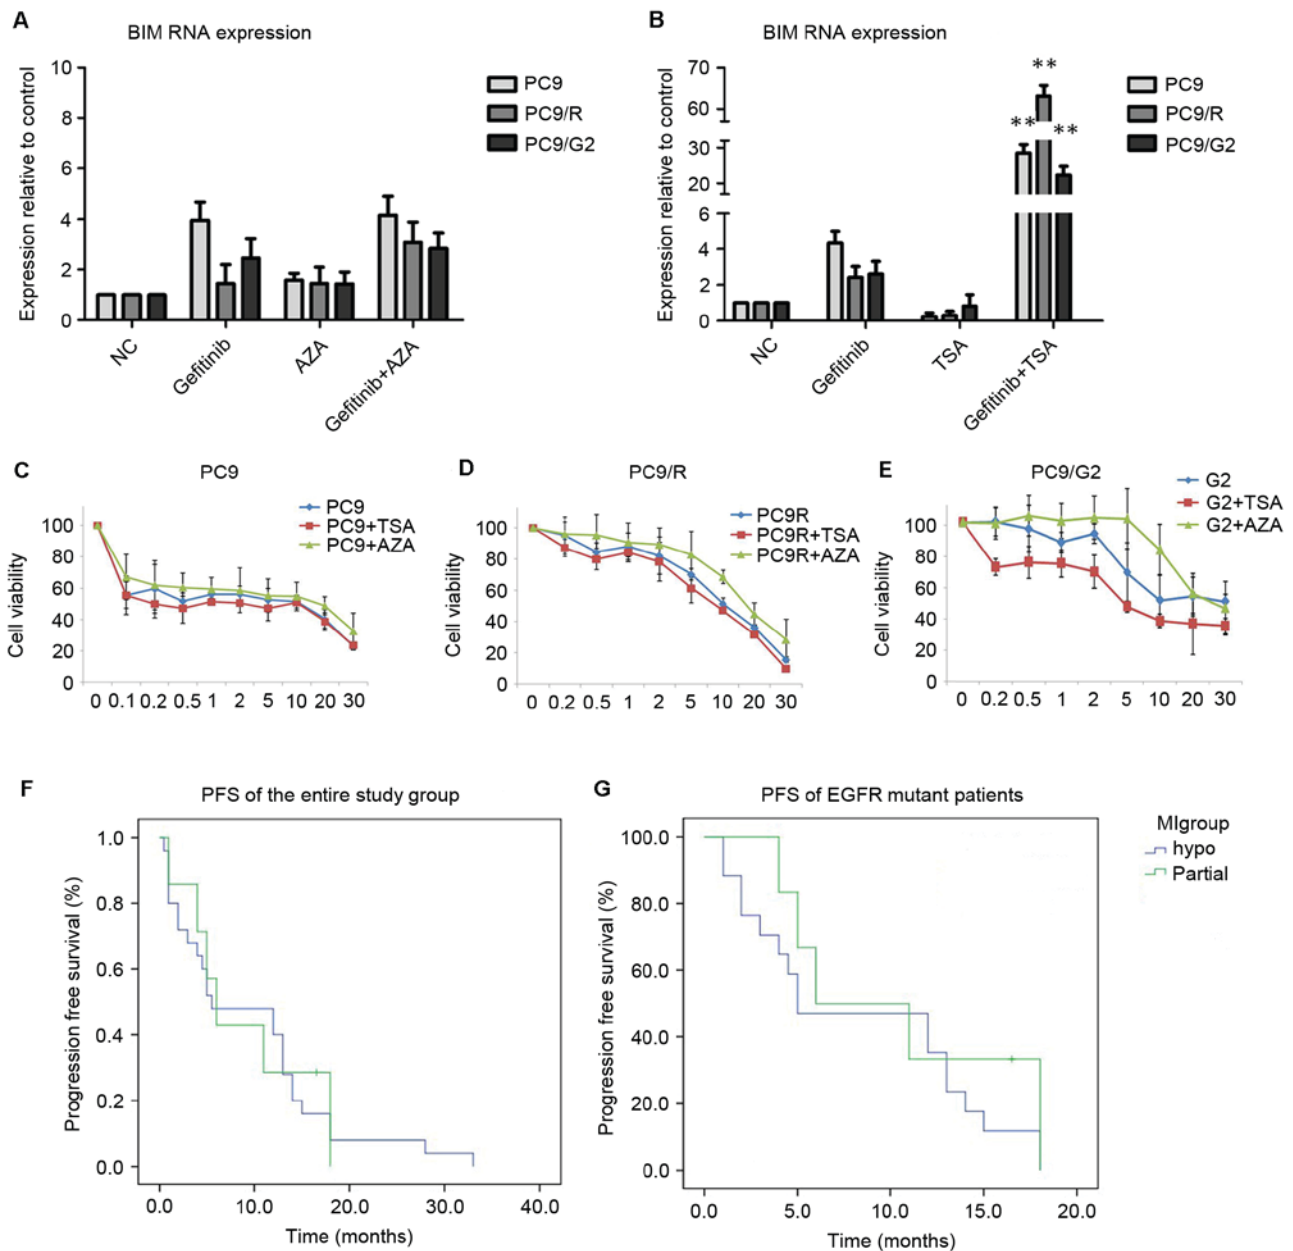 A
BIM RNA expression
Expression relative to control
10
8
6
4
2
0
NC
Gefitinib
AZA
Gefitinib+AZA
PC9
PC9/R
PC9/G2
B
BIM RNA expression
Expression relative to control
70
60
30
20
6
4
2
0
**
**
**
NC
Gefitinib
TSA
Gefitinib+TSA
PC9
PC9/R
PC9/G2
C
PC9
Cell viability
100
80
60
40
20
0
0 0.1 0.2 0.5 1 2 5 10 20 30
PC9
PC9+TSA
PC9+AZA
D
PC9/R
Cell viability
100
80
60
40
20
0
0 0.2 0.5 1 2 5 10 20 30
PC9R
PC9R+TSA
PC9R+AZA
E
PC9/G2
Cell viability
100
80
60
40
20
0
0 0.2 0.5 1 2 5 10 20 30
G2
G2+TSA
G2+AZA
F
PFS of the entire study group
Progression free survival (%)
1.0
0.8
0.6
0.4
0.2
0.0
0.0 10.0 20.0 30.0 40.0
Time (months)
G
PFS of EGFR mutant patients
Progression free survival (%)
100.0
80.0
60.0
40.0
20.0
0.0
0.0 5.0 10.0 15.0 20.0
Time (months)
MIgroup
hypo
Partial